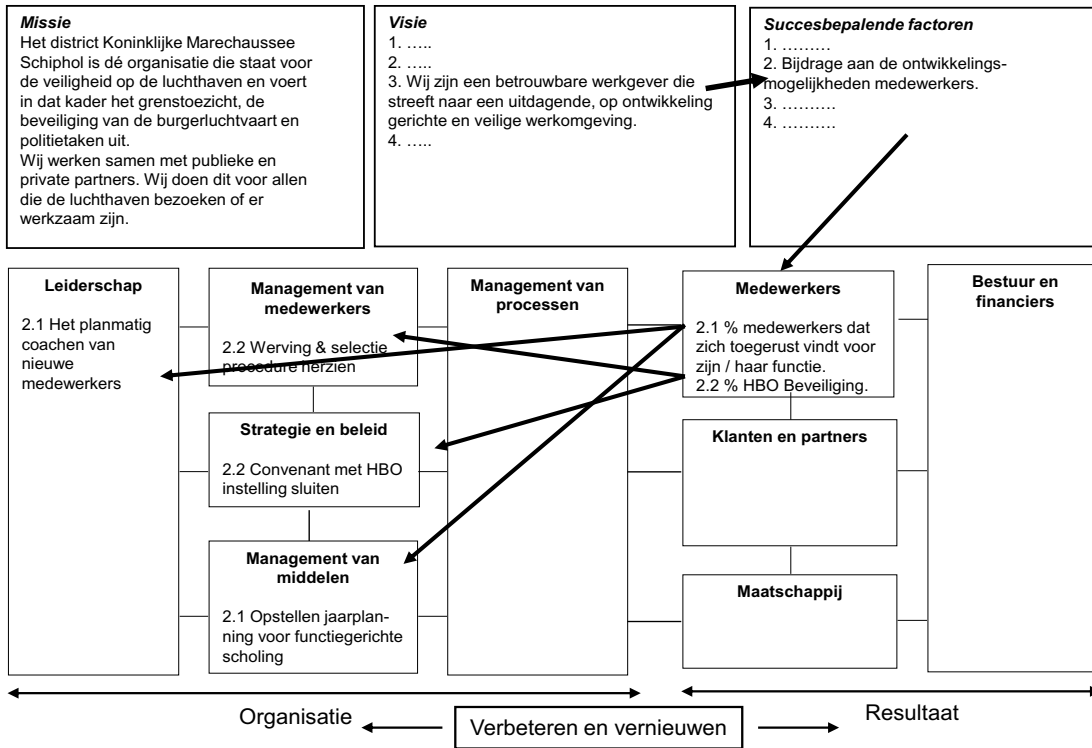 Missie
Het district Koninklijke Marechaussee
Schiphol is dé organisatie die staat voor
de veiligheid op de luchthaven en voert
in dat kader het grenstoezicht, de
beveiliging van de burgerluchtvaart en
politietaken uit.
Wij werken samen met publieke en
private partners. Wij doen dit voor allen
die de luchthaven bezoeken of er
werkzaam zijn.
Visie
1. …..
2. …..
3. Wij zijn een betrouwbare werkgever die
streeft naar een uitdagende, op ontwikkeling
gerichte en veilige werkomgeving.
4. …..
Succesbepalende factoren
1. ………
2. Bijdrage aan de ontwikkelings-
mogelijkheden medewerkers.
3. ……….
4. ……….
Leiderschap
2.1 Het planmatig
coachen van
nieuwe
medewerkers
Management van
medewerkers
2.2 Werving & selectie
procedure herzien
Strategie en beleid
2.2 Convenant met HBO
instelling sluiten
Management van
middelen
2.1 Opstellen jaarplan-
ning voor functiegerichte
scholing
Management van
processen
Medewerkers
2.1 % medewerkers dat
zich toegerust vindt voor
zijn / haar functie.
2.2 % HBO Beveiliging.
Klanten en partners
Maatschappij
Bestuur en
financiers
Organisatie
Verbeteren en vernieuwen
Resultaat